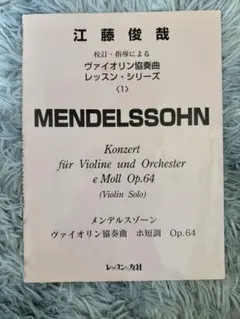 江藤俊哉
校訂・指導による
ヴァイオリン協奏曲
レッスン・シリーズ
〈1〉
MENDELSSOHN
Konzert
für Violine und Orchester
e Moll Op.64
(Violin Solo)
メンデルスゾーン
ヴァイオリン協奏曲 ホ短調 Op.64
レッスンの友社